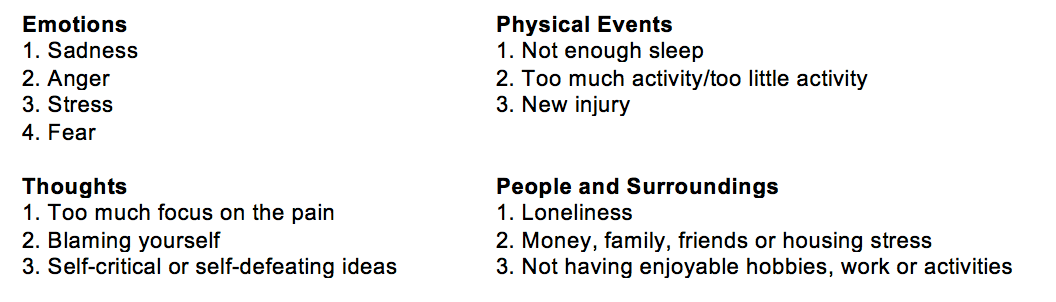 Emotions
1. Sadness
2. Anger
3. Stress
4. Fear
Physical Events
1. Not enough sleep
2. Too much activity/too little activity
3. New injury
Thoughts
1. Too much focus on the pain
2. Blaming yourself
3. Self-critical or self-defeating ideas
People and Surroundings
1. Loneliness
2. Money, family, friends or housing stress
3. Not having enjoyable hobbies, work or activities